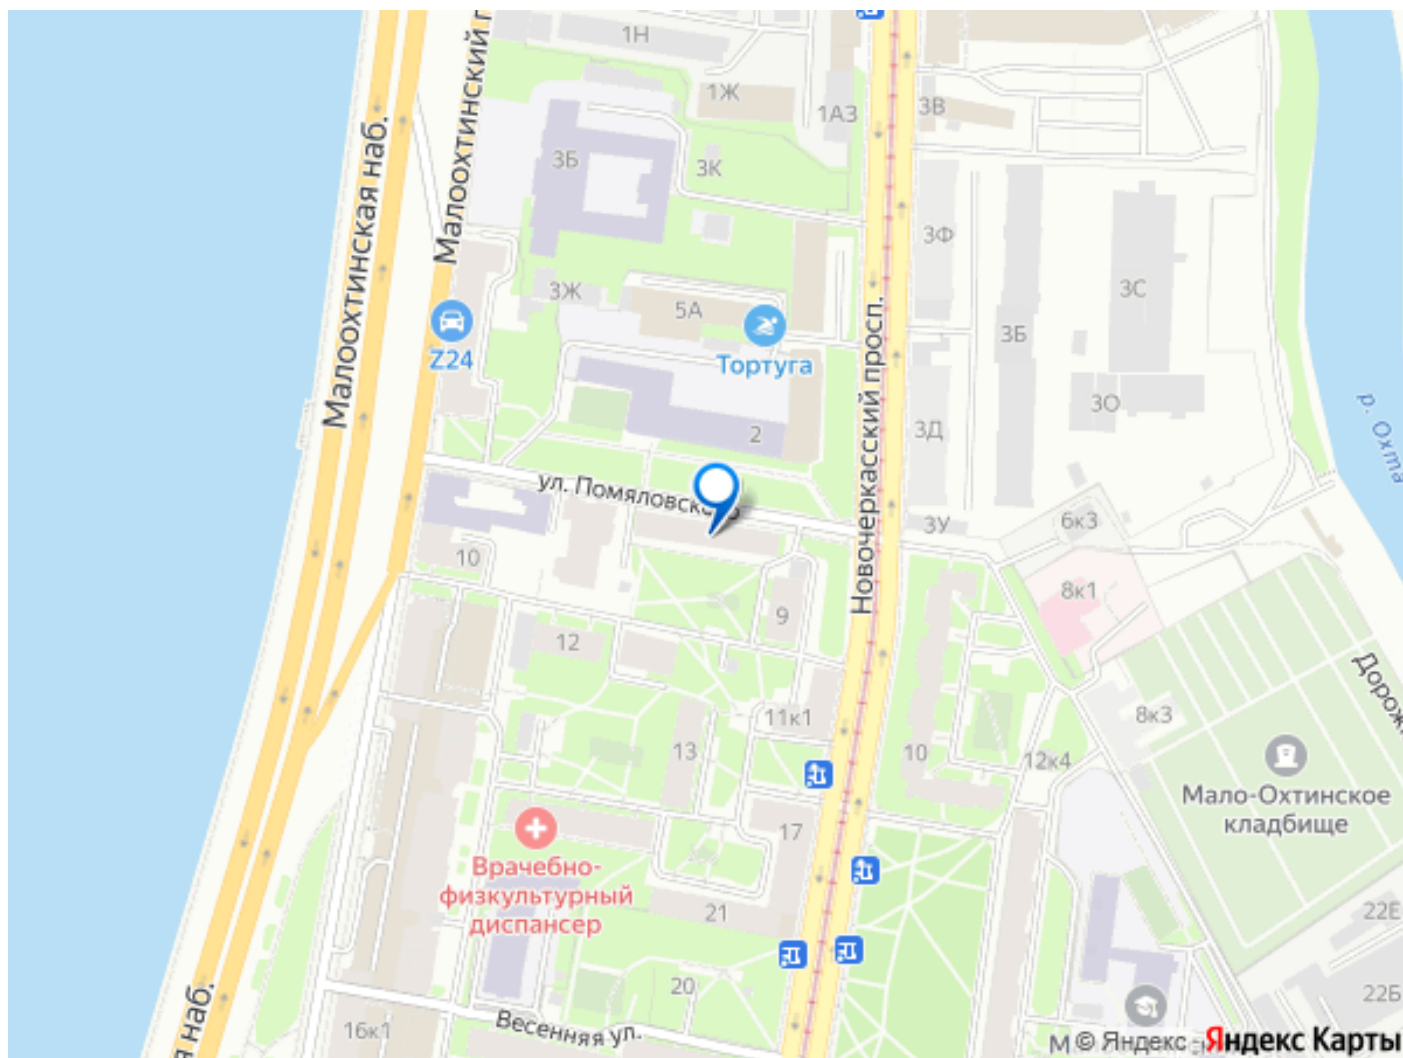 1Н
Малоохтинский п
1Ж
1АЗ
3В
Малоохтинская наб.
3Б
3К
3Ф
3Ж
5А
3С
Z24
Тортуга
Новочеркасский просп.
3Б
3О
р. Охта
2
3Д
ул. Помяловско
3У
6к3
10
8к1
9
12
Дорож
11к1
8к3
13
10
12к4
Мало-Охтинское
кладбище
17
Врачебно-
физкультурный
диспансер
21
22Е
20
22Б
я наб.
16к1
Весенняя ул.
М
© Яндекс
Яндекс Карты